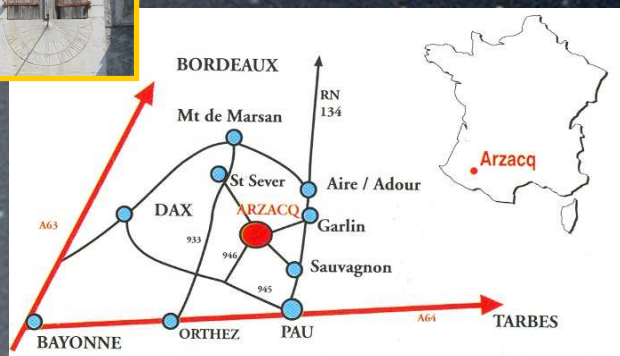 BORDEAUX
RN
134
Mt de Marsan
St Sever
Aire / Adour
Arzacq
A63
DAX
ARZACQ
Garlin
933
946
Sauvagnon
945
A64
BAYONNE
ORTHEZ
PAU
TARBES